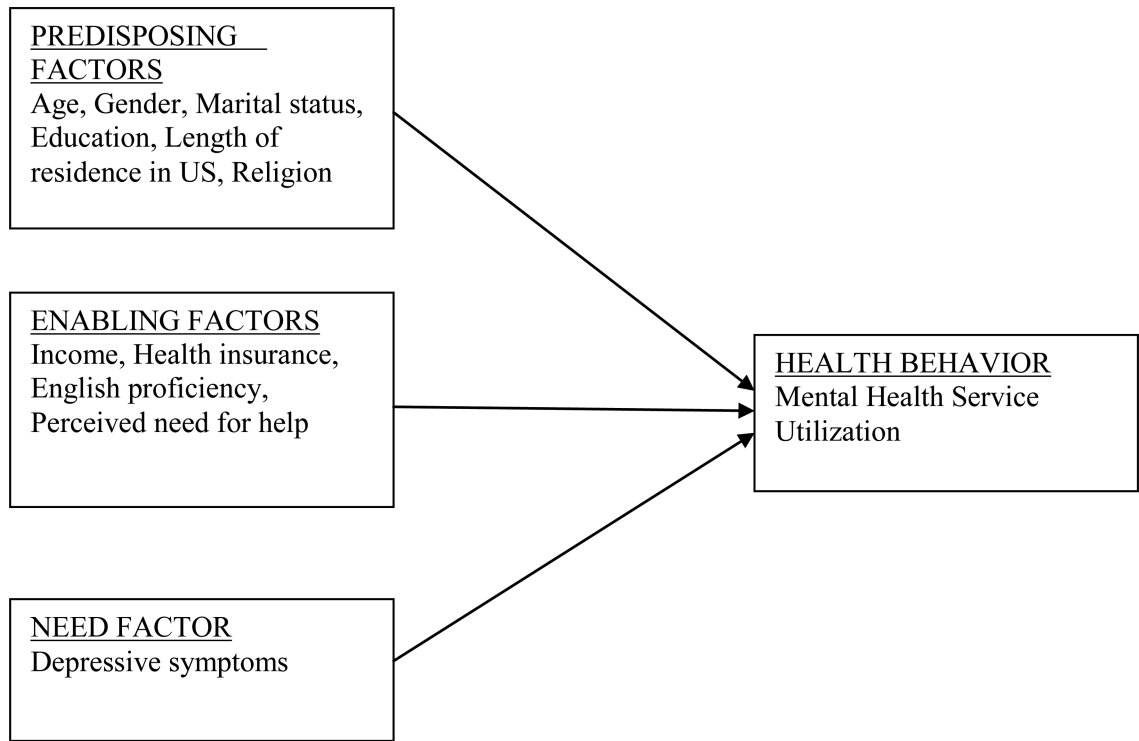 PREDISPOSING
FACTORS
Age, Gender, Marital status,
Education, Length of
residence in US, Religion
ENABLING FACTORS
Income, Health insurance,
English proficiency,
Perceived need for help
HEALTH BEHAVIOR
Mental Health Service
Utilization
NEED FACTOR
Depressive symptoms